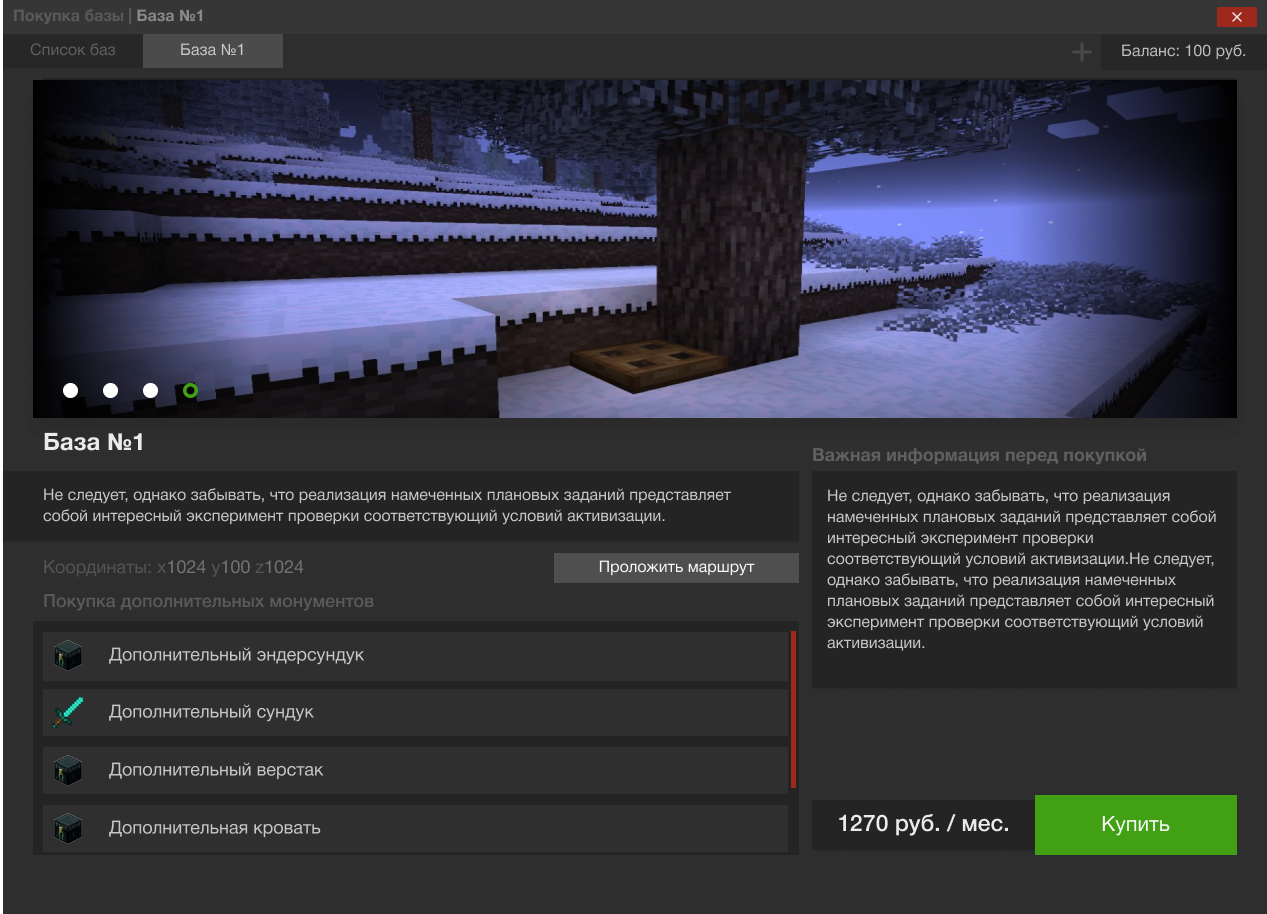 Покупка базы | База №1
Список баз
База №1
Баланс: 100 руб.
База №1
Не следует, однако забывать, что реализация намеченных плановых заданий представляет
собой интересный эксперимент проверки соответствующий условий активизации.
Координаты: x1024 y100 z1024
Проложить маршрут
Покупка дополнительных монументов
Дополнительный эндерсундук
Дополнительный сундук
Дополнительный верстак
Дополнительная кровать
Важная информация перед покупкой
Не следует, однако забывать, что реализация
намеченных плановых заданий представляет собой
интересный эксперимент проверки
соответствующий условий активизации.Не следует,
однако забывать, что реализация намеченных
плановых заданий представляет собой интересный
эксперимент проверки соответствующий условий
активизации.
1270 руб. / мес.
Купить